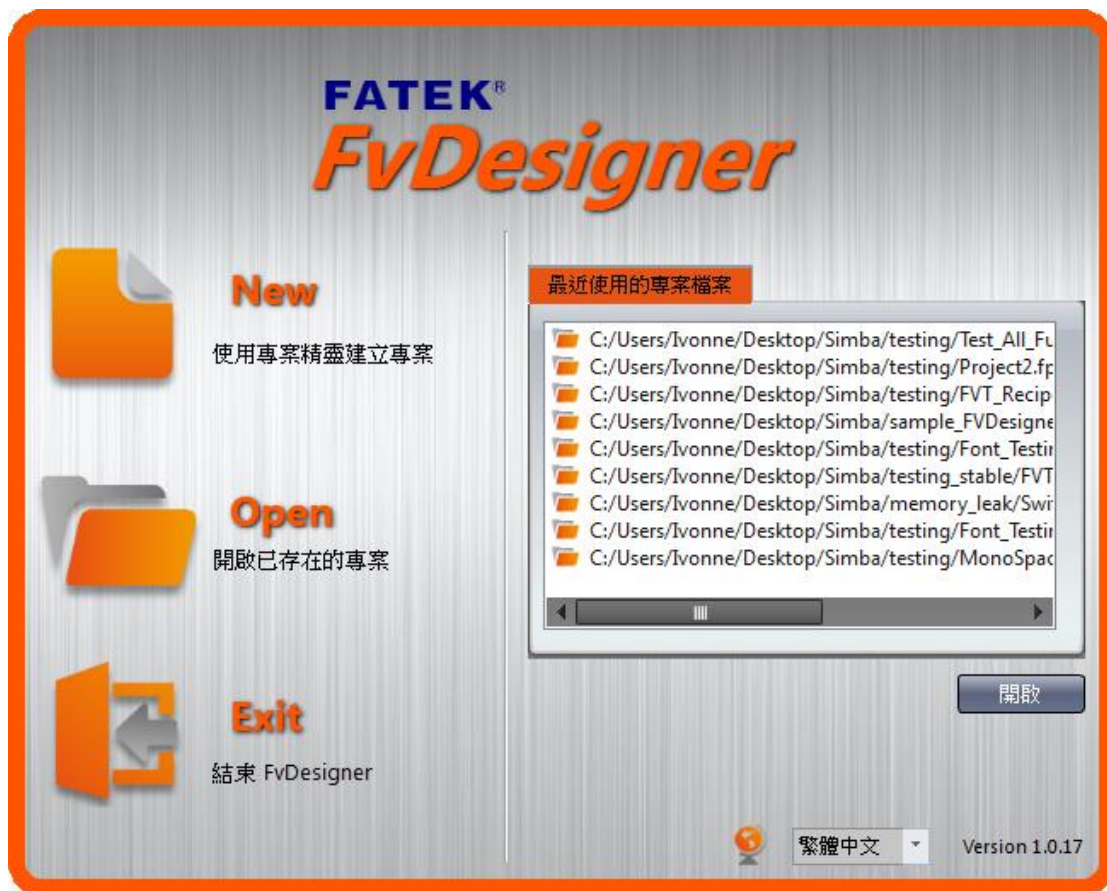 FATEK®
FvDesigner
New
使用專案精靈建立專案
Open
開啟已存在的專案
Exit
結束 FvDesigner
最近使用的專案檔案
C:/Users/Ivonne/Desktop/Simba/testing/Test_All_Fu
C:/Users/Ivonne/Desktop/Simba/testing/Project2.fp
C:/Users/Ivonne/Desktop/Simba/testing/FVT_Recip
C:/Users/Ivonne/Desktop/Simba/sample_FVDesigne
C:/Users/Ivonne/Desktop/Simba/testing/Font_Testin
C:/Users/Ivonne/Desktop/Simba/testing_stable/FVT
C:/Users/Ivonne/Desktop/Simba/memory_leak/Swi
C:/Users/Ivonne/Desktop/Simba/testing/Font_Testin
C:/Users/Ivonne/Desktop/Simba/testing/MonoSpac
開啟
繁體中文
Version 1.0.17